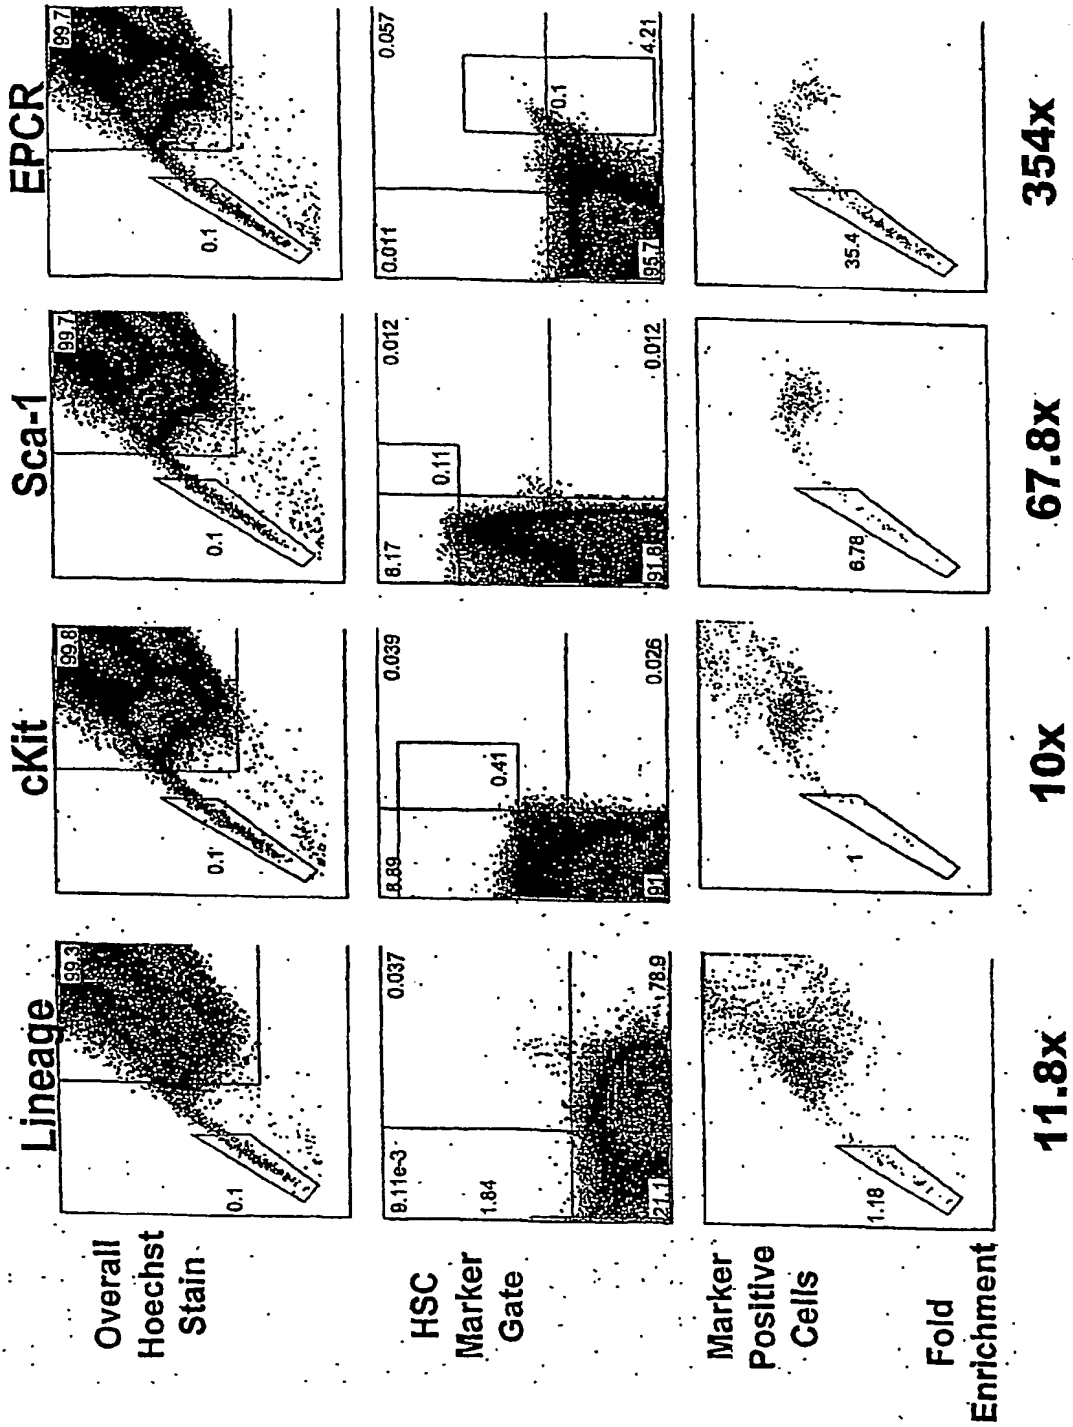 Lineage
cKit
Sca-1
EPCR
Overall
Hoechst
Stain
99.3
0.1
99.8
0.1
99.7
0.1
99.7
0.1
HSC
Marker
Gate
9.11e-3
0.037
1.84
21.1
78.9
8.89
0.039
0.41
91
0.026
8.17
0.012
0.11
91.8
0.012
0.011
0.057
0.1
95.7
4.21
Marker
Positive
Cells
1.18
1
6.78
35.4
Fold
Enrichment
11.8x
10x
67.8x
354x